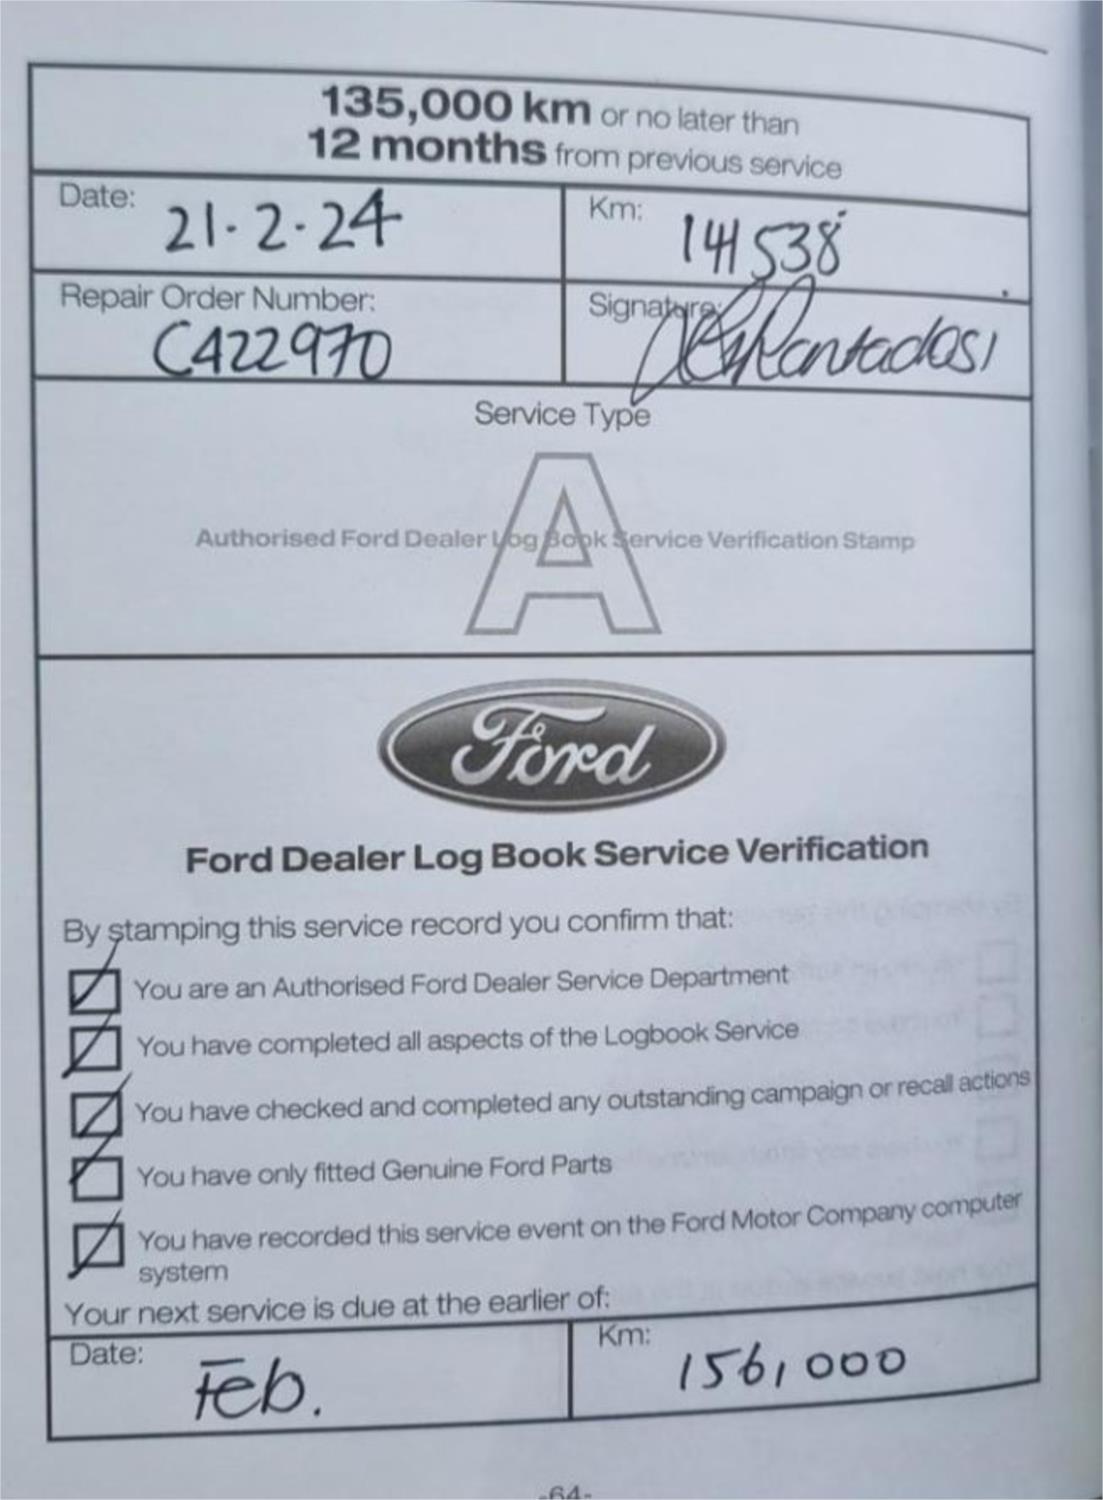 135,000 km or no later than
12 months from previous service
Date: 21-2-24
Km: 141538
Repair Order Number: C422970
Signature:
Service Type
A
Authorised Ford Dealer Log Book Service Verification Stamp
Ford
Ford Dealer Log Book Service Verification
By stamping this service record you confirm that:
You are an Authorised Ford Dealer Service Department
You have completed all aspects of the Logbook Service
You have checked and completed any outstanding campaign or recall actions
You have only fitted Genuine Ford Parts
You have recorded this service event on the Ford Motor Company computer
system
Your next service is due at the earlier of:
Date: Feb.
Km: 156,000
-64-